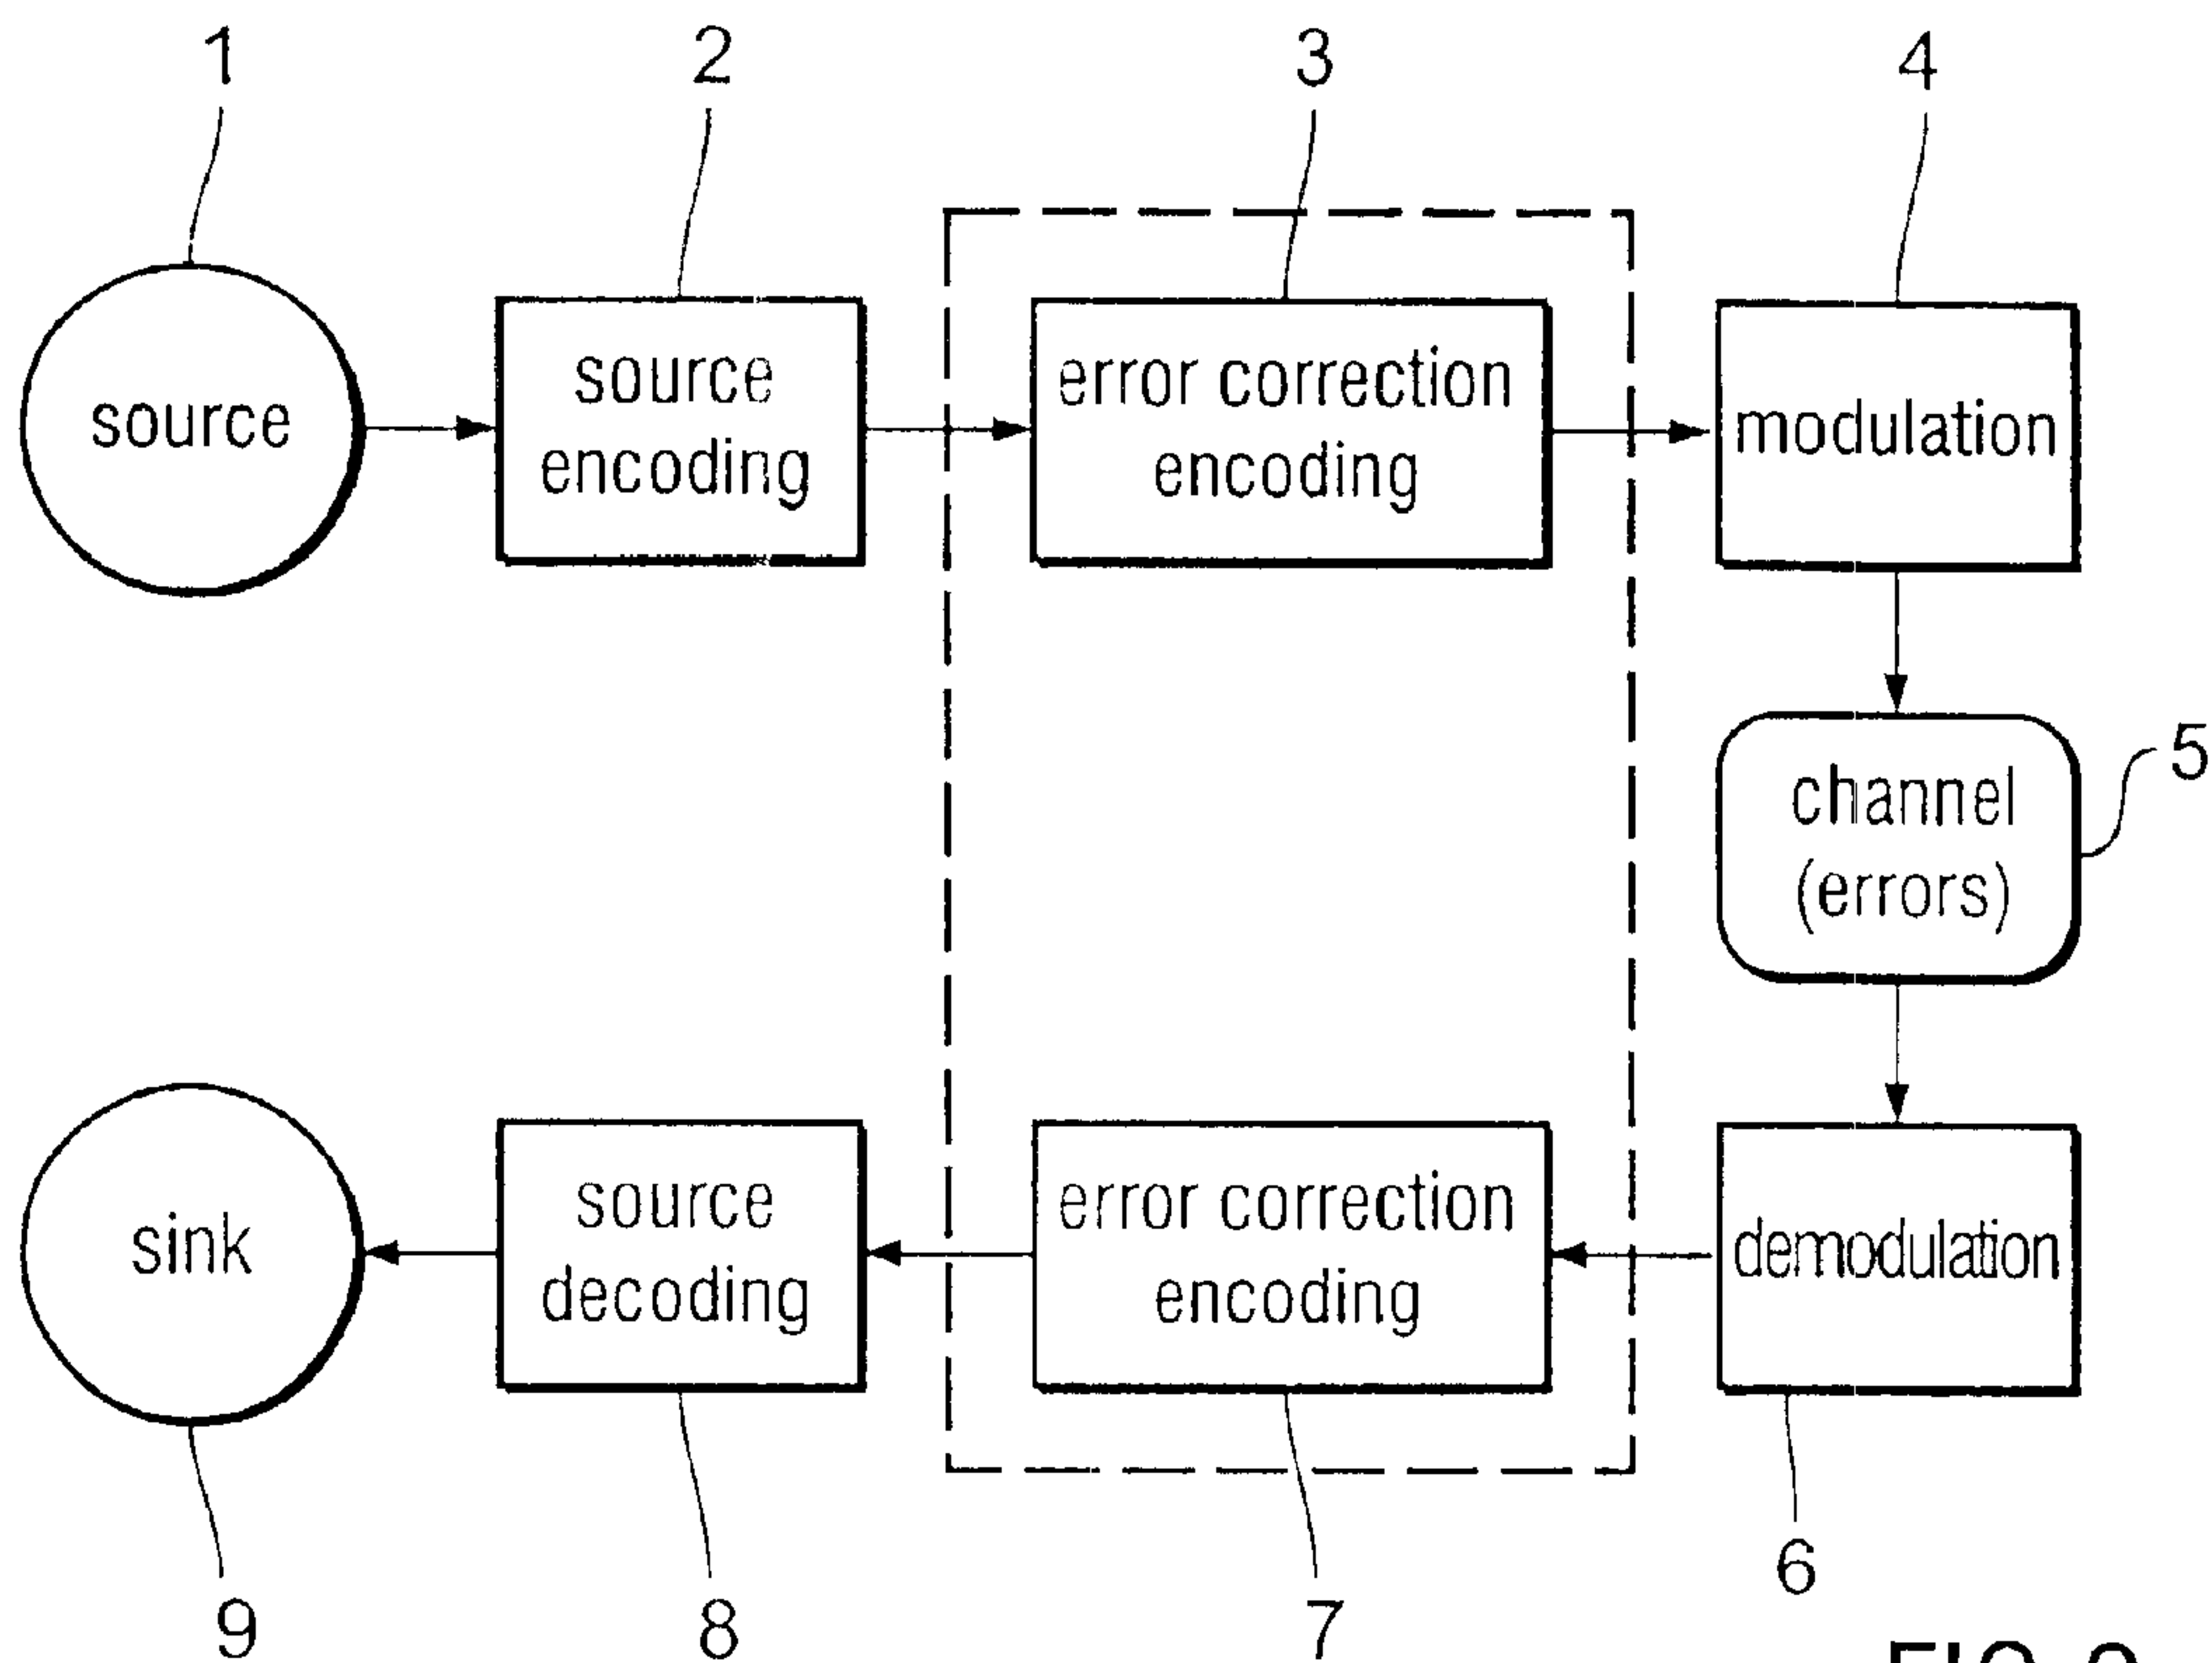 1
2
3
4
source
source
encoding
error correction
encoding
modulation
channel
(errors)
5
sink
source
decoding
error correction
encoding
demodulation
6
9
8
7